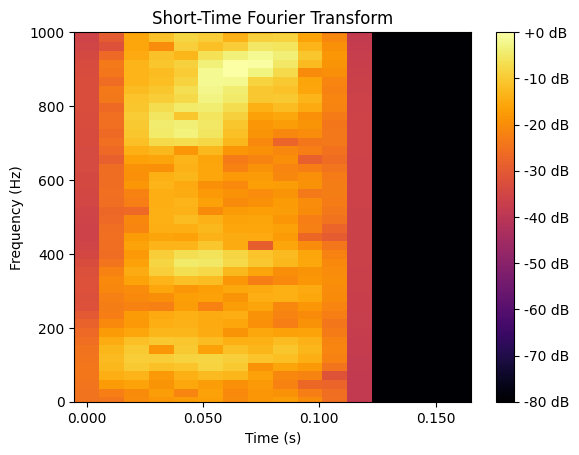 Short-Time Fourier Transform
Frequency (Hz)
1000
800
600
400
200
0
0.000
0.050
0.100
0.150
Time (s)
+0 dB
-10 dB
-20 dB
-30 dB
-40 dB
-50 dB
-60 dB
-70 dB
-80 dB